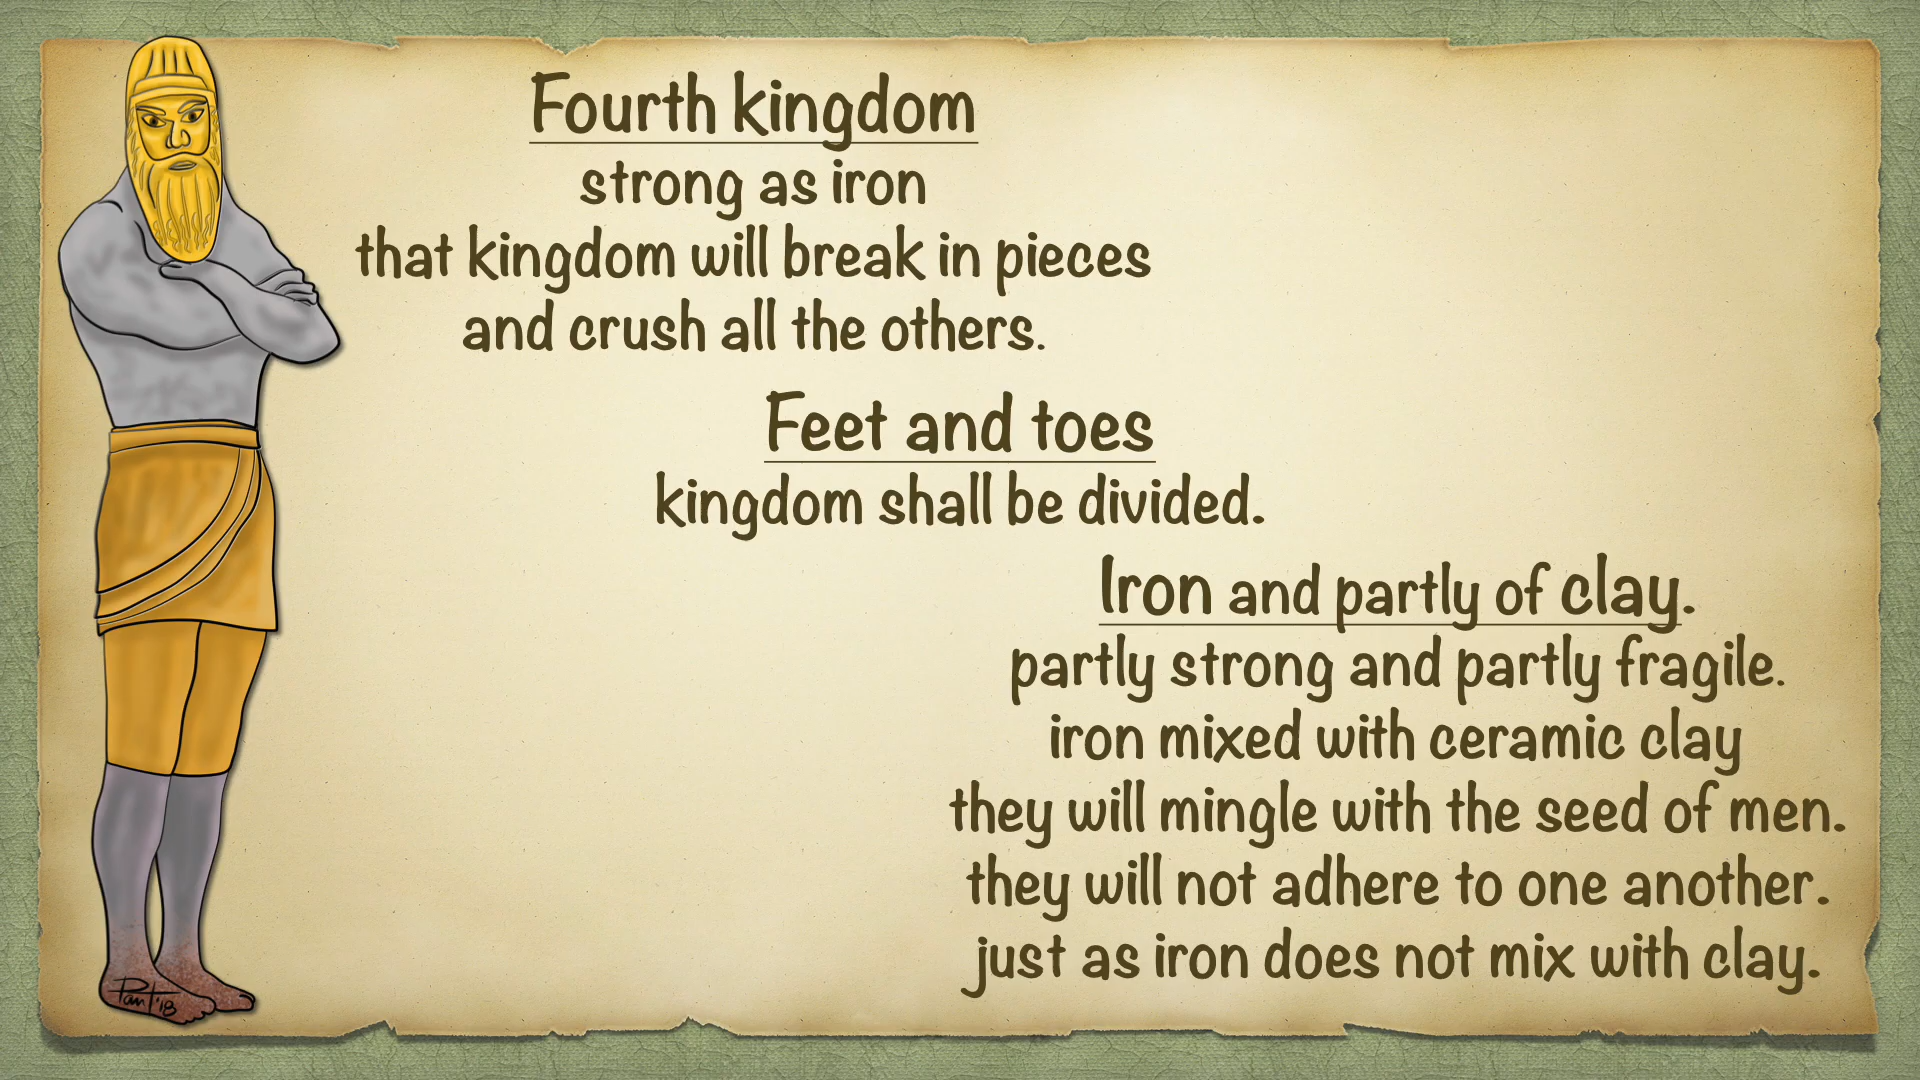 Fourth kingdom
strong as iron
that kingdom will break in pieces
and crush all the others.
Feet and toes
kingdom shall be divided.
Iron and partly of clay.
partly strong and partly fragile.
iron mixed with ceramic clay
they will mingle with the seed of men.
they will not adhere to one another.
just as iron does not mix with clay.